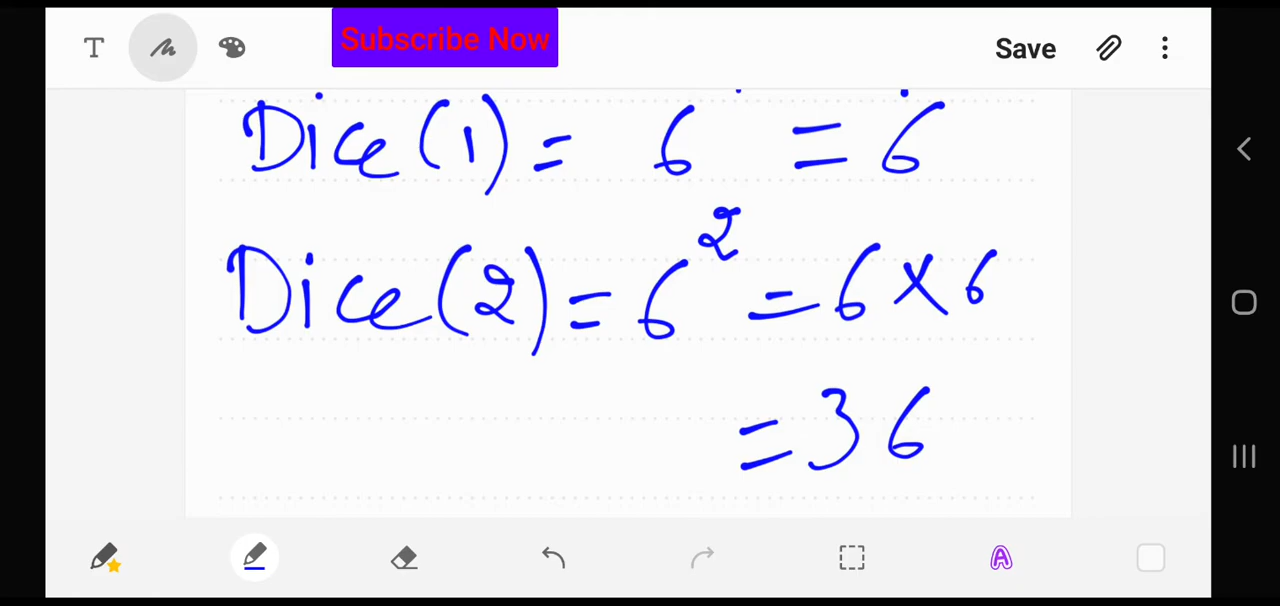 T Subscribe Now Save
Dice (1) = 6 = 6
Dice (2) = 6² = 6 × 6
= 36
A